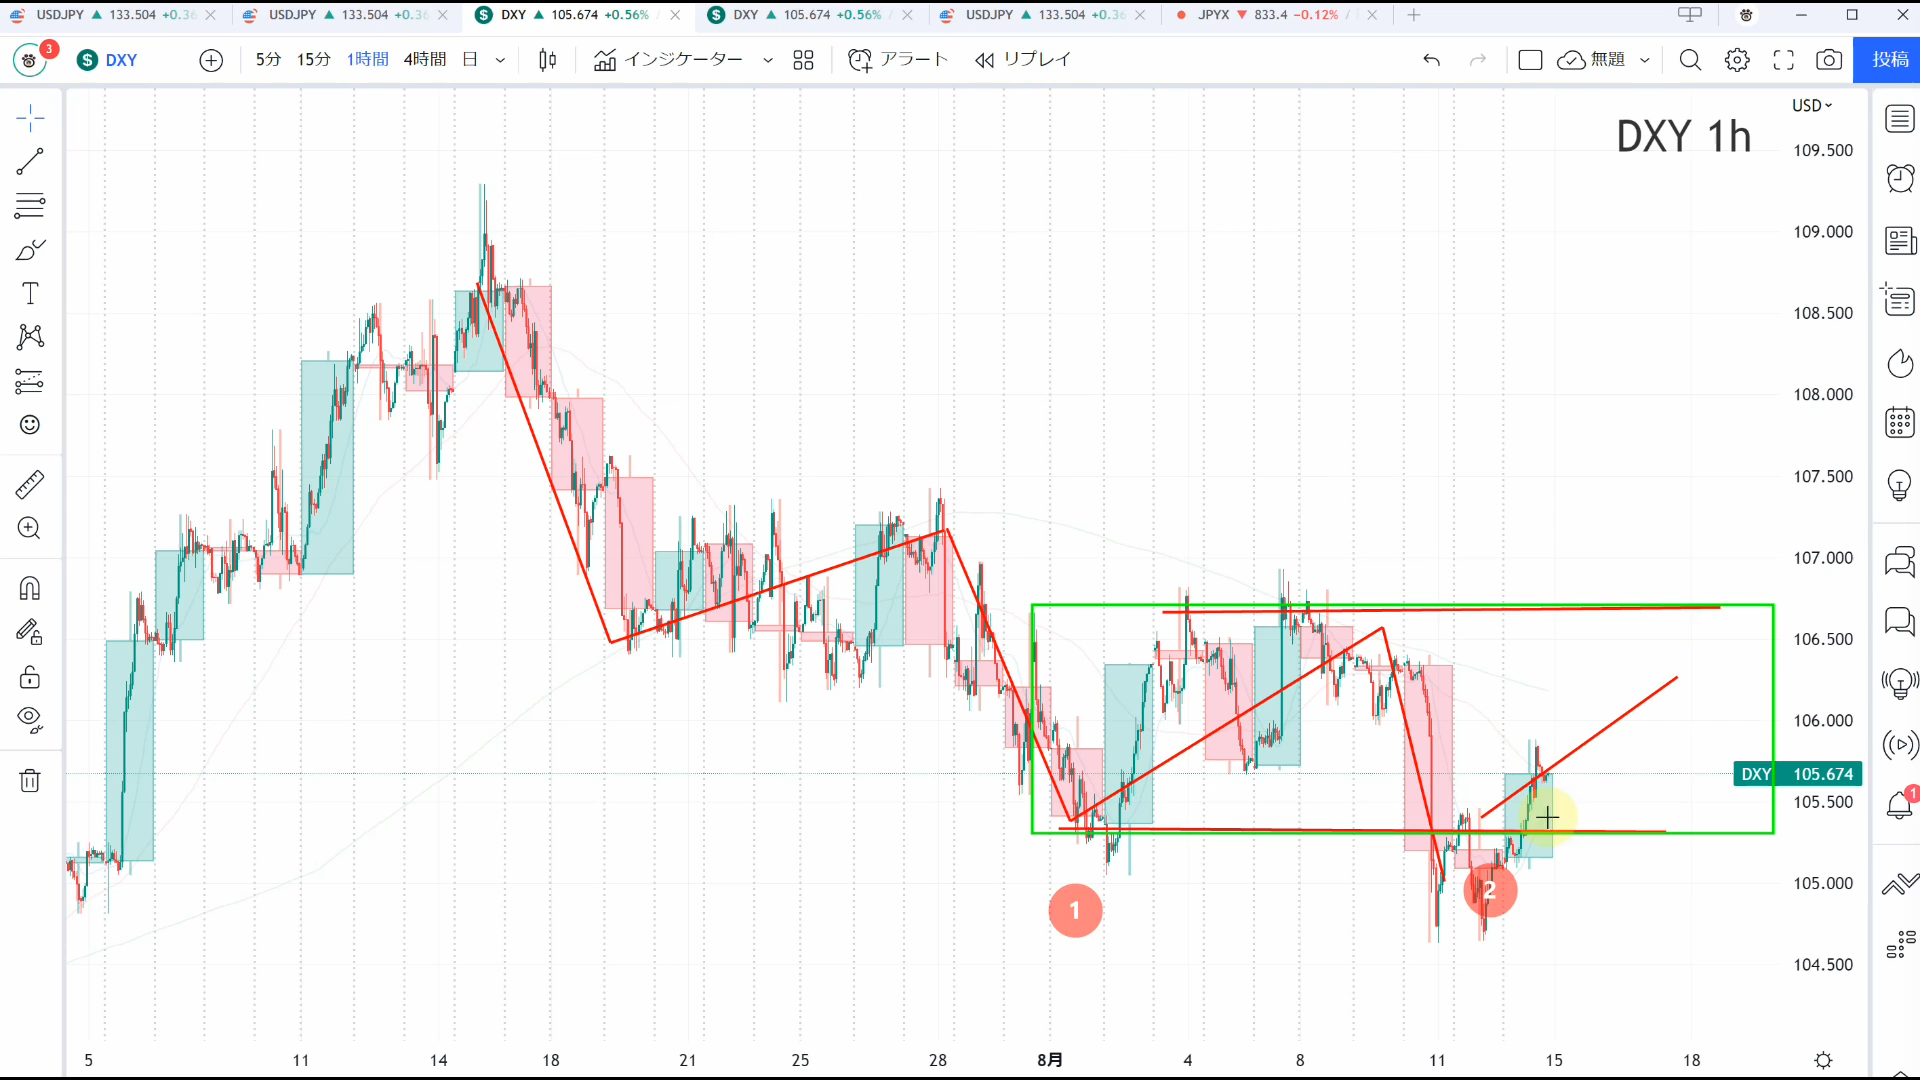 USDJPY ▲ 133.504 +0.36
USDJPY ▲ 133.504 +0.36
DXY ▲ 105.674 +0.56% /
DXY ▲ 105.674 +0.56% /
USDJPY ▲ 133.504 +0.36
JPYX ▼ 833.4 −0.12% /
3
$ DXY
5分 15分 1時間 4時間 日
インジケーター
アラート
リプレイ
無題
投稿
USD
DXY 1h
109.500
109.000
108.500
108.000
107.500
107.000
106.500
106.000
DXY 105.674
105.500
105.000
104.500
1
2
1
5 11 14 18 21 25 28 8月 4 8 11 15 18